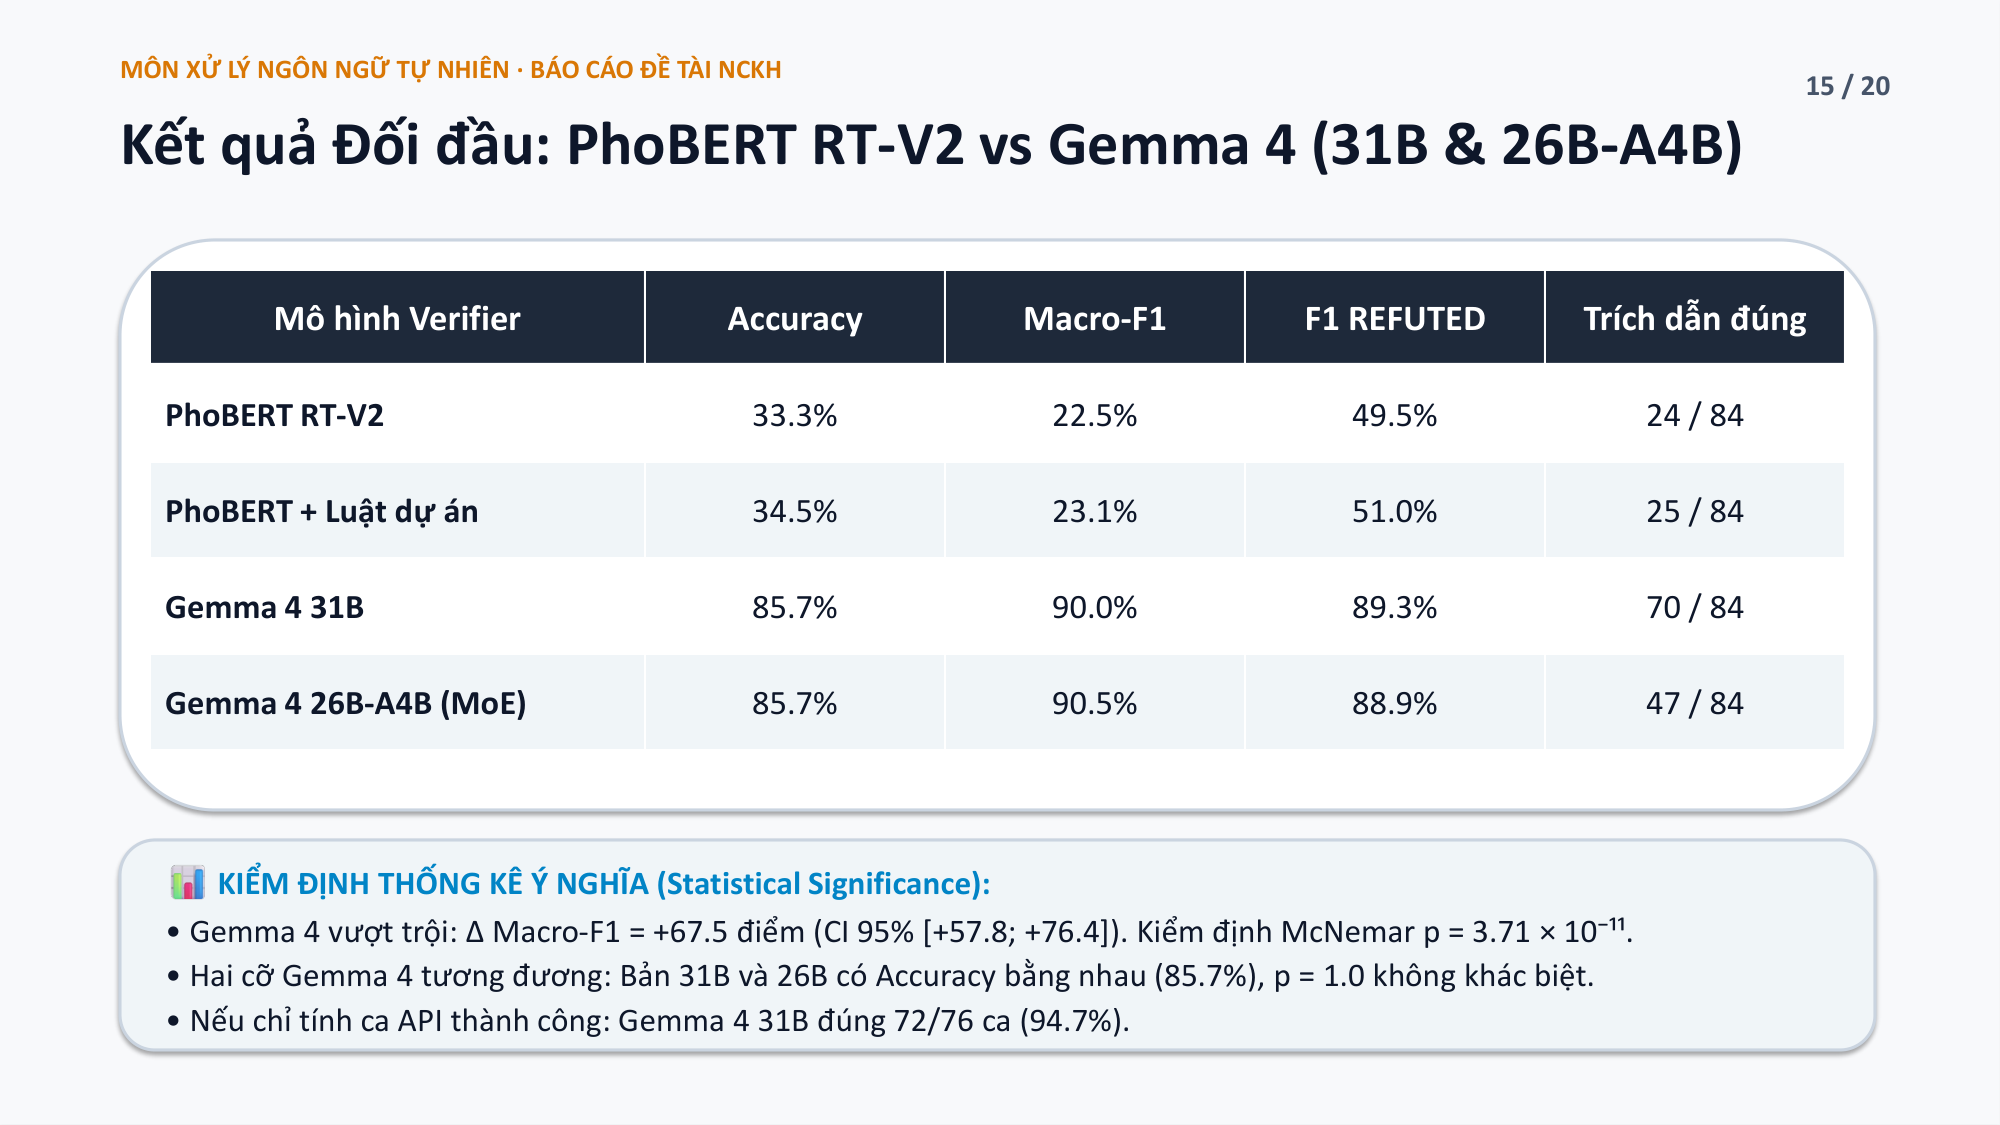 MÔN XỬ LÝ NGÔN NGỮ TỰ NHIÊN · BÁO CÁO ĐỀ TÀI NCKH
15 / 20
Kết quả Đối đầu: PhoBERT RT-V2 vs Gemma 4 (31B & 26B-A4B)
Mô hình Verifier Accuracy Macro-F1 F1 REFUTED Trích dẫn đúng
PhoBERT RT-V2 33.3% 22.5% 49.5% 24 / 84
PhoBERT + Luật dự án 34.5% 23.1% 51.0% 25 / 84
Gemma 4 31B 85.7% 90.0% 89.3% 70 / 84
Gemma 4 26B-A4B (MoE) 85.7% 90.5% 88.9% 47 / 84
📊 KIỂM ĐỊNH THỐNG KÊ Ý NGHĨA (Statistical Significance):
• Gemma 4 vượt trội: Δ Macro-F1 = +67.5 điểm (CI 95% [+57.8; +76.4]). Kiểm định McNemar p = 3.71 × 10⁻¹¹.
• Hai cỡ Gemma 4 tương đương: Bản 31B và 26B có Accuracy bằng nhau (85.7%), p = 1.0 không khác biệt.
• Nếu chỉ tính ca API thành công: Gemma 4 31B đúng 72/76 ca (94.7%).